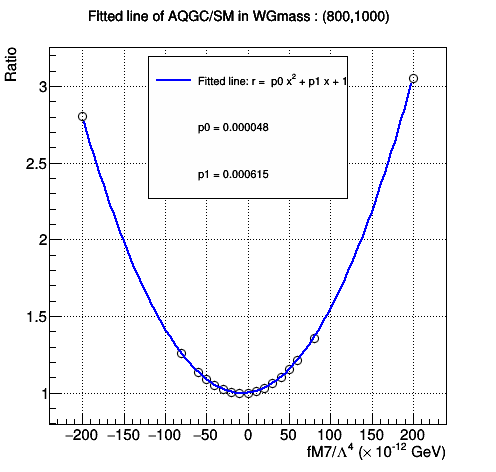 Fitted line of AQGC/SM in WGmass : (800,1000)
Ratio
Fitted line: r = p0 x² + p1 x + 1
p0 = 0.000048
p1 = 0.000615
3
2.5
2
1.5
1
−200 −150 −100 −50 0 50 100 150 200
fM7/Λ⁴ (× 10⁻¹² GeV)